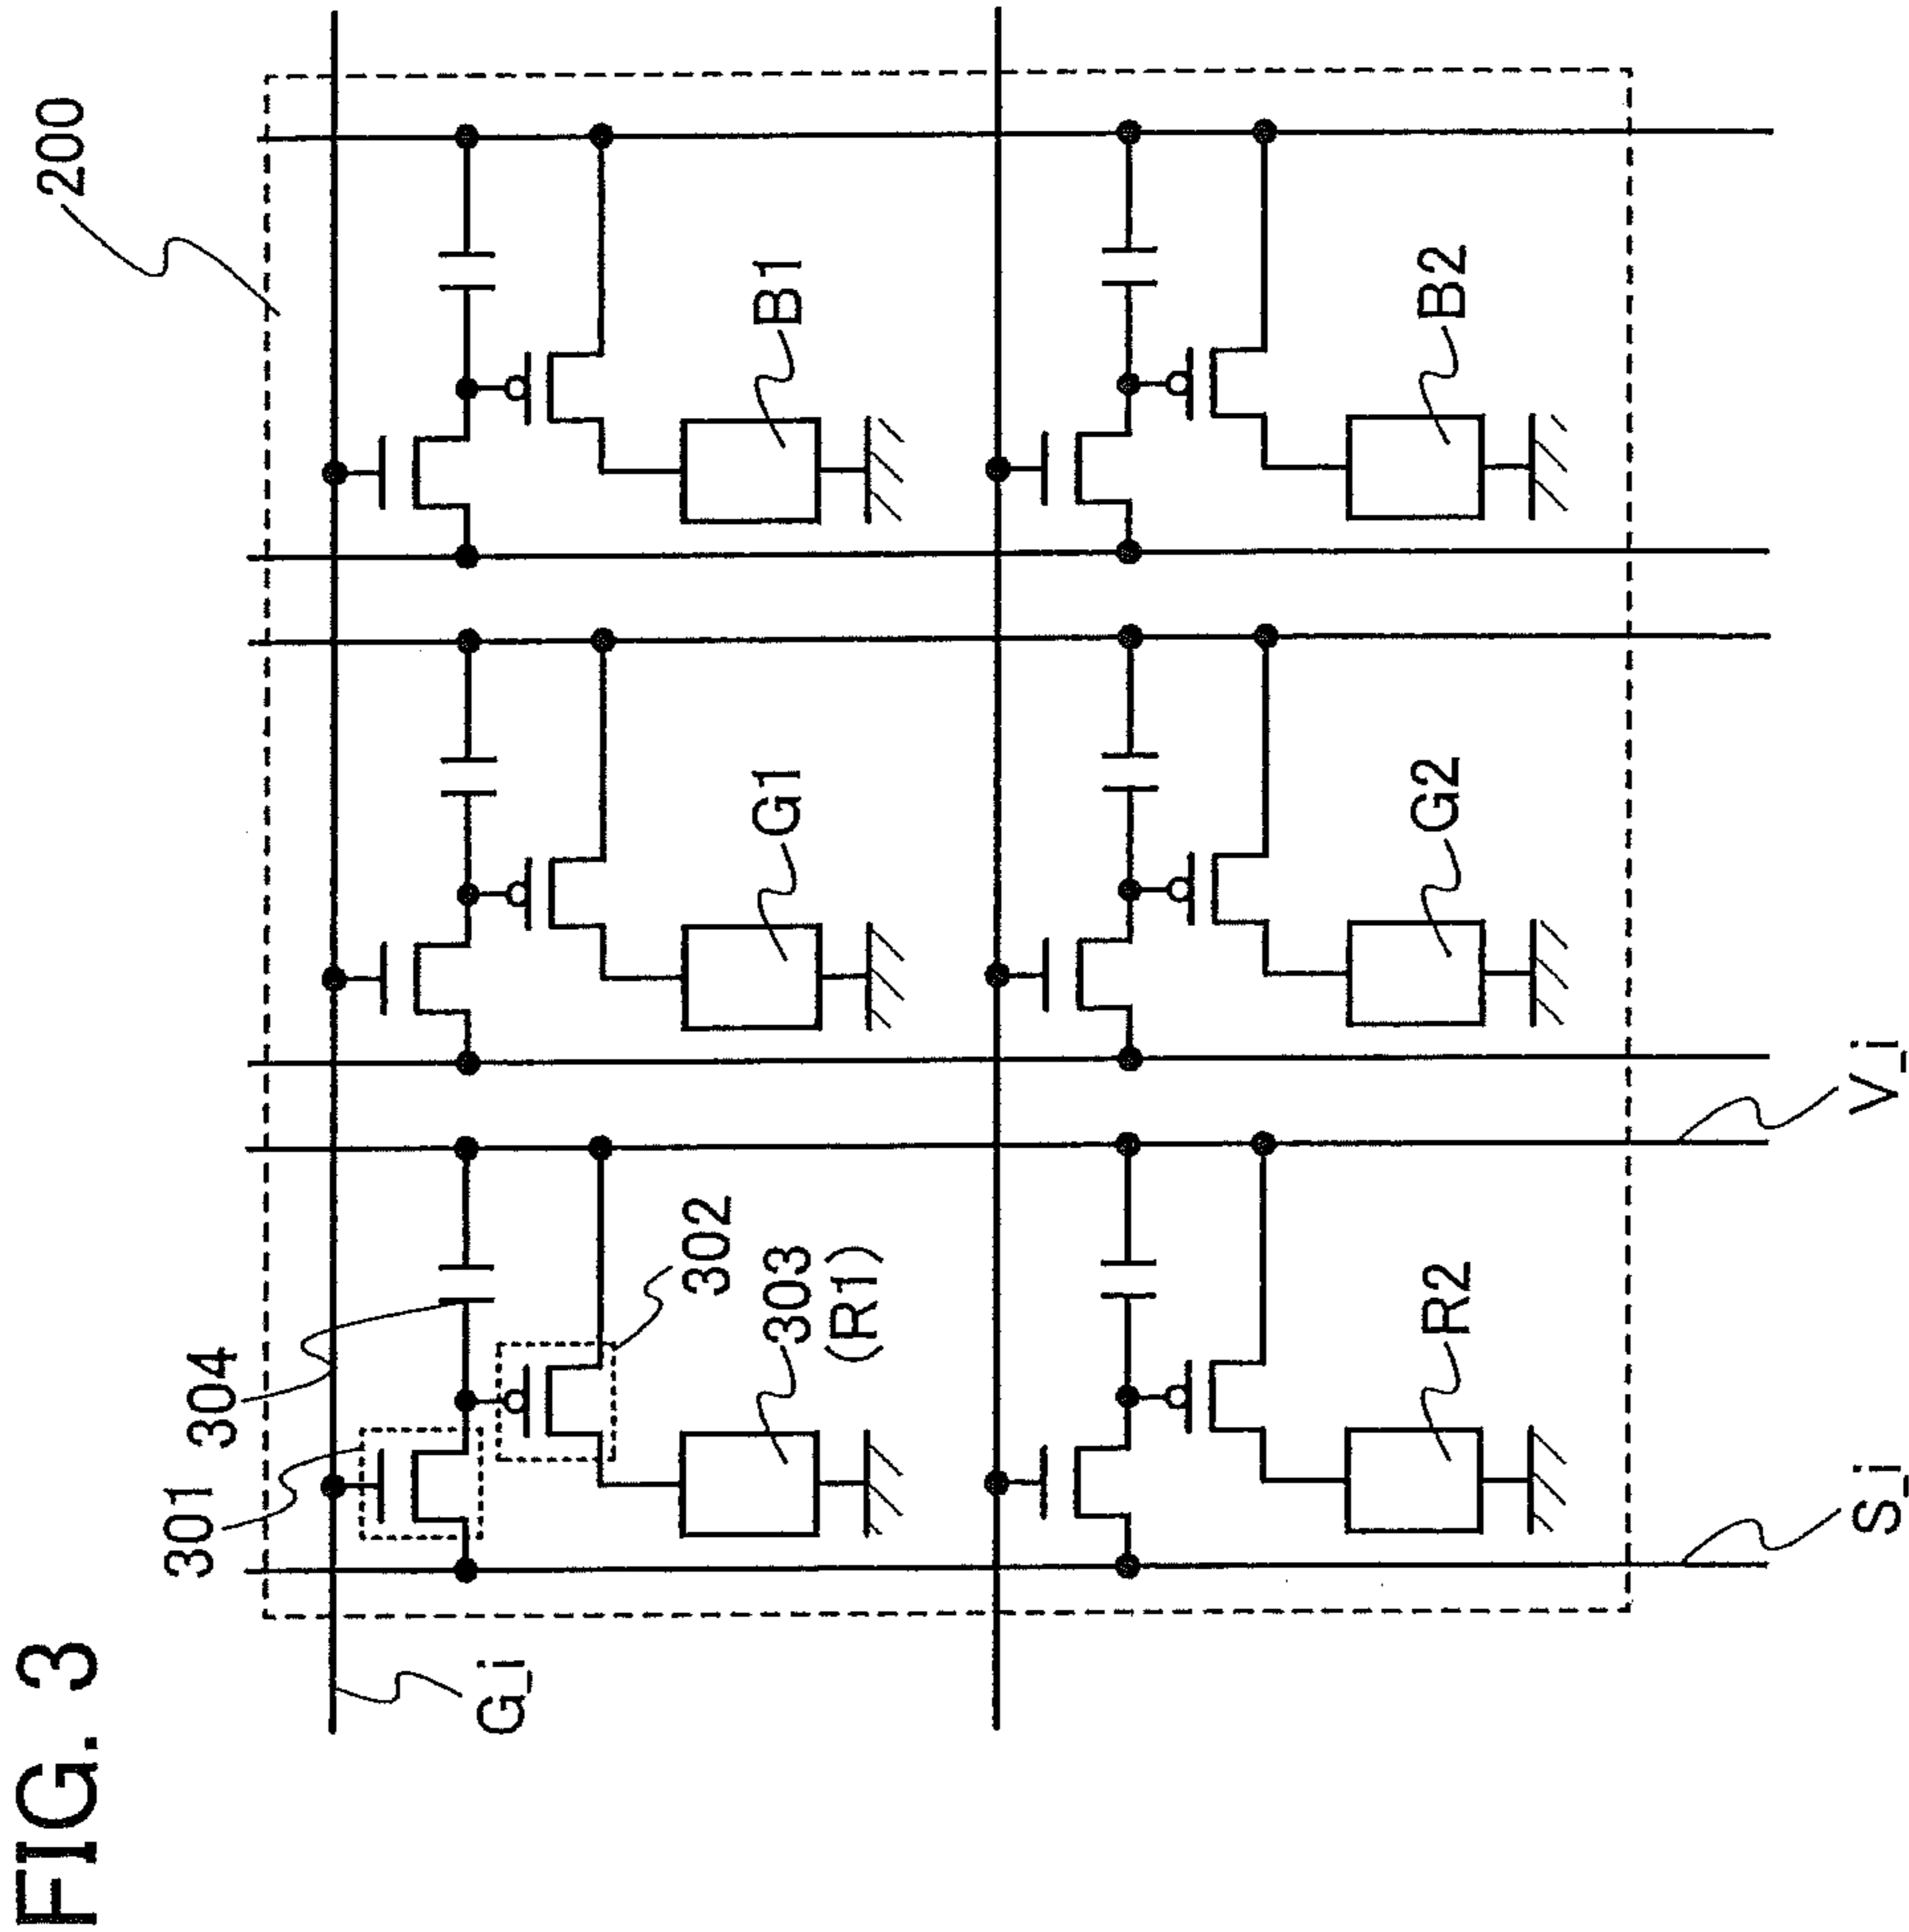 FIG. 3
200
301
304
G_i
302
303
(R1)
G1
B1
R2
G2
B2
S_i
V_i